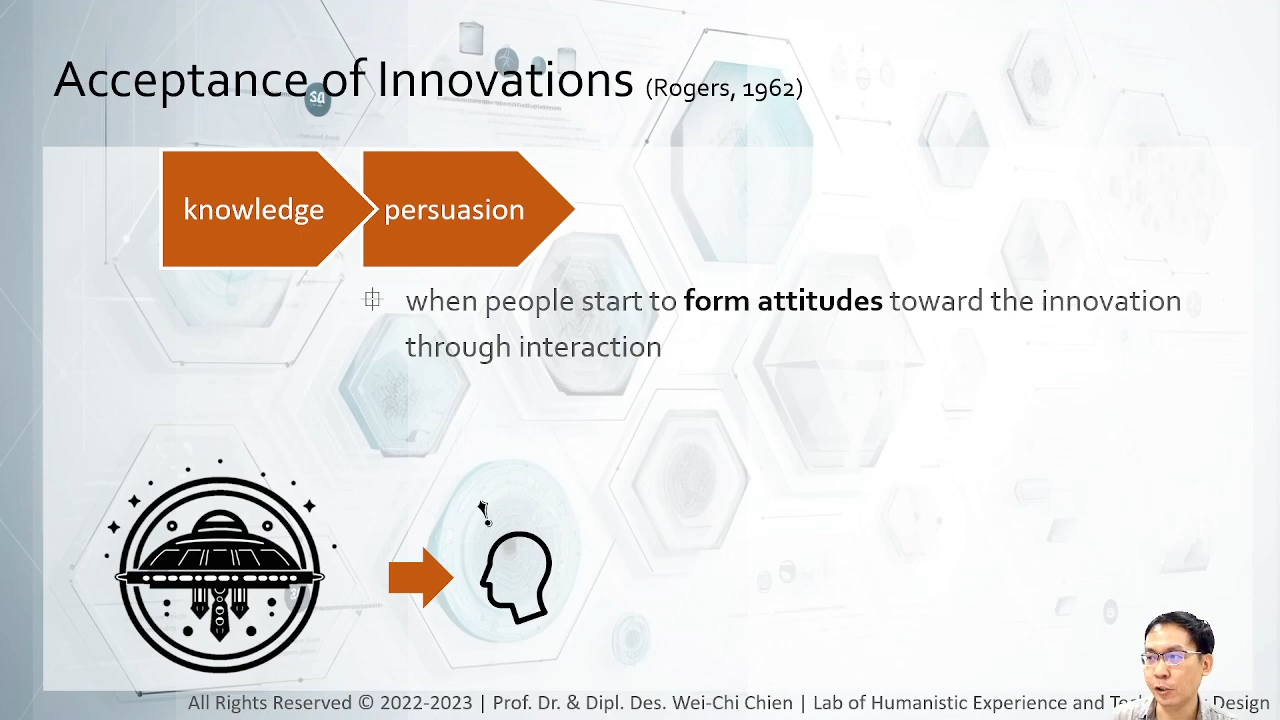 Acceptance of Innovations (Rogers, 1962)
knowledge
persuasion
when people start to form attitudes toward the innovation
through interaction
All Rights Reserved © 2022-2023 | Prof. Dr. & Dipl. Des. Wei-Chi Chien | Lab of Humanistic Experience and Design